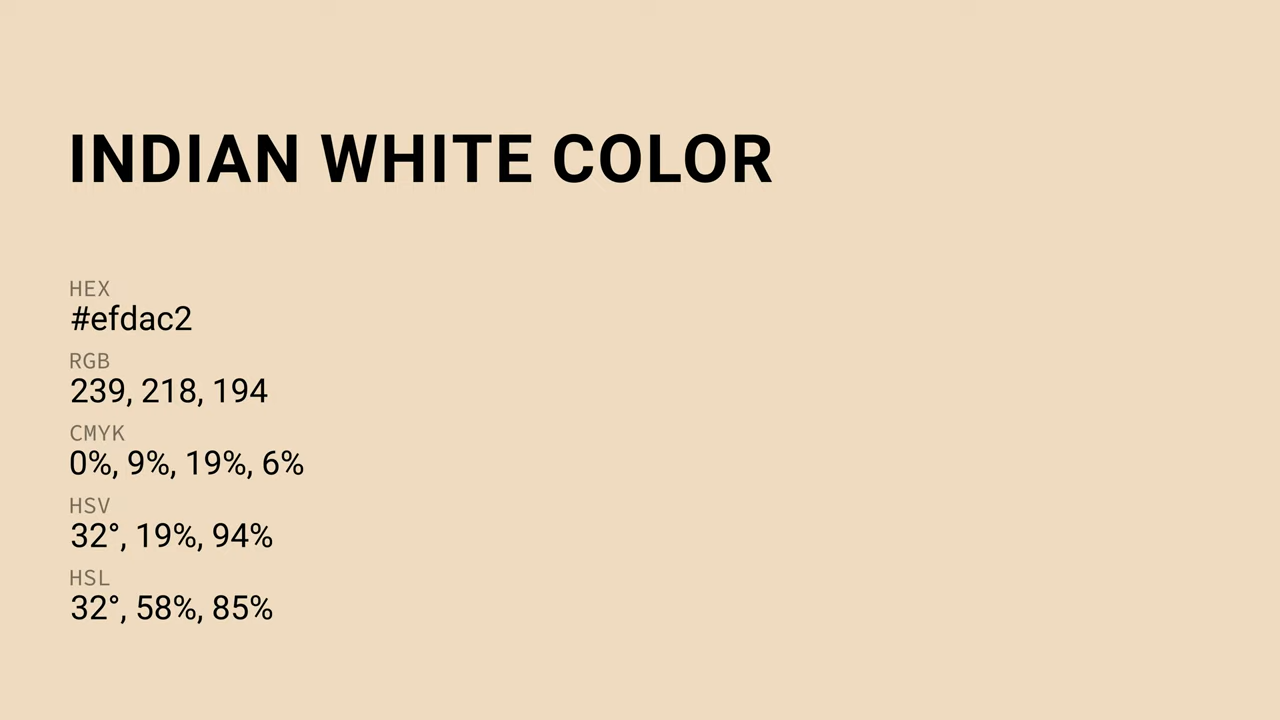 INDIAN WHITE COLOR
HEX
#efdac2
RGB
239, 218, 194
CMYK
0%, 9%, 19%, 6%
HSV
32°, 19%, 94%
HSL
32°, 58%, 85%